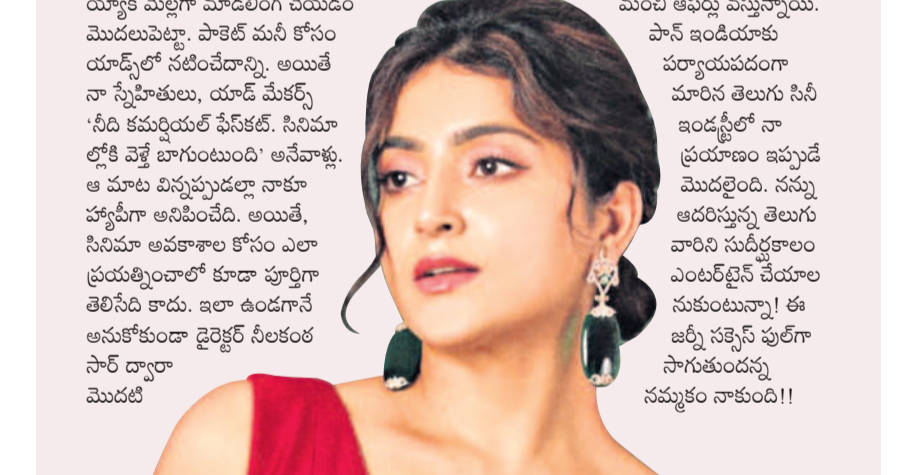 మొదలుపెట్టా. పాకెట్ మనీ కోసం
యాడ్స్‌లో నటించేదాన్ని. అయితే
నా స్నేహితులు, యాడ్ మేకర్స్
‘నీది కమర్షియల్ ఫేస్‌కట్. సినిమా
ల్లోకి వెళ్తే బాగుంటుంది’ అనేవాళ్లు.
ఆ మాట విన్నప్పుడల్లా నాకూ
హ్యాపీగా అనిపించేది. అయితే,
సినిమా అవకాశాల కోసం ఎలా
ప్రయత్నించాలో కూడా పూర్తిగా
తెలిసేది కాదు. ఇలా ఉండగానే
అనుకోకుండా డైరెక్టర్ నీలకంఠ
సార్ ద్వారా
మొదటి
మంచి ఆఫర్లు వస్తున్నాయి.
పాన్ ఇండియాకు
పర్యాయపదంగా
మారిన తెలుగు సినీ
ఇండస్ట్రీలో నా
ప్రయాణం ఇప్పుడే
మొదలైంది. నన్ను
ఆదరిస్తున్న తెలుగు
వారిని సుదీర్ఘకాలం
ఎంటర్‌టైన్ చేయాల
నుకుంటున్నా! ఈ
జర్నీ సక్సెస్ ఫుల్‌గా
సాగుతుందన్న
నమ్మకం నాకుంది!!